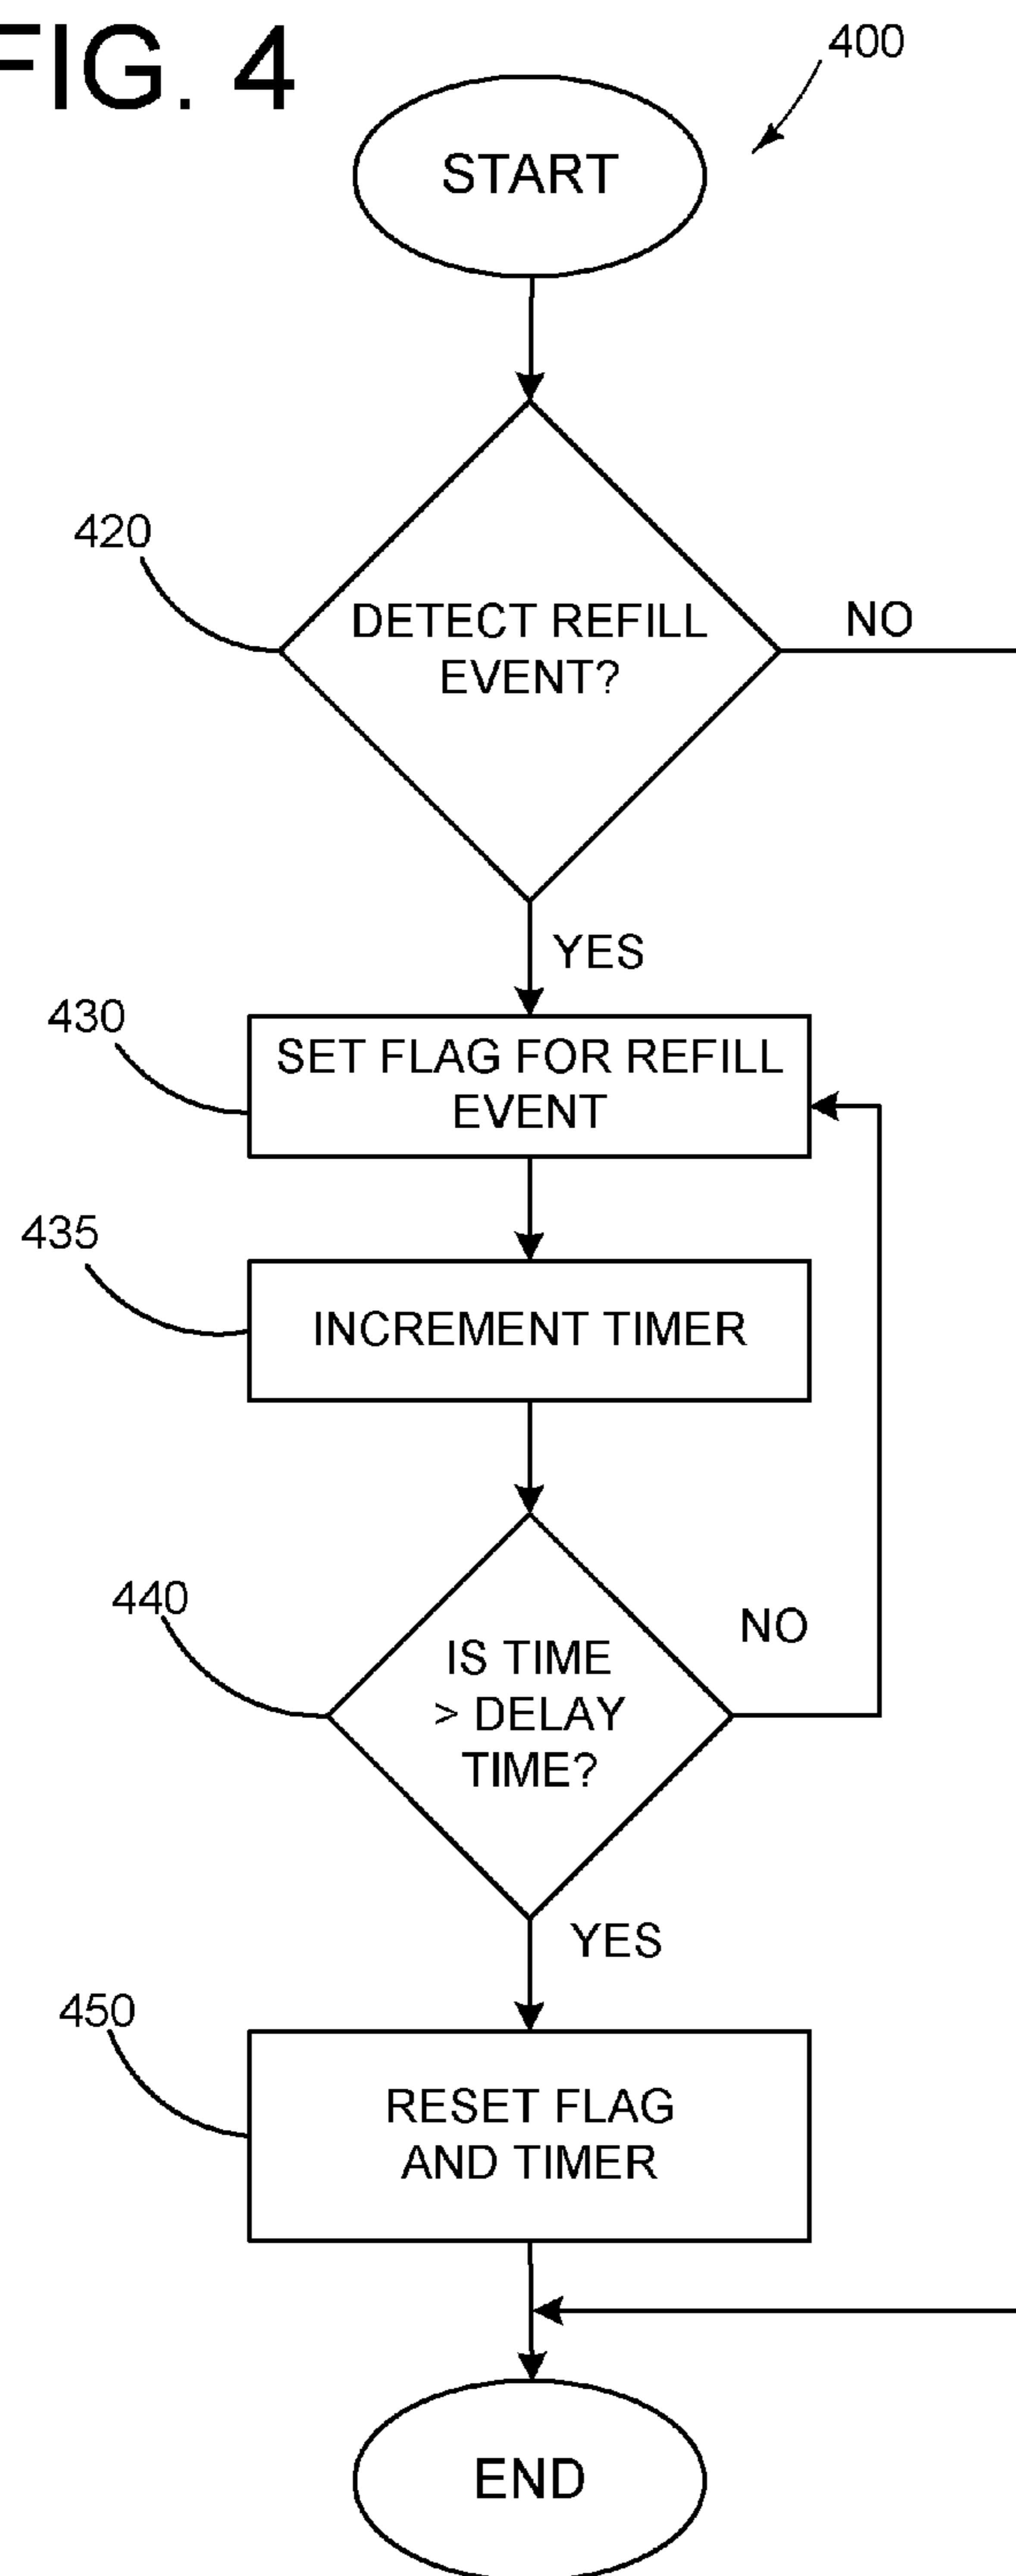 FIG. 4
400
START
420
DETECT REFILL
EVENT?
NO
YES
430
SET FLAG FOR REFILL
EVENT
435
INCREMENT TIMER
440
IS TIME
> DELAY
TIME?
NO
YES
450
RESET FLAG
AND TIMER
END